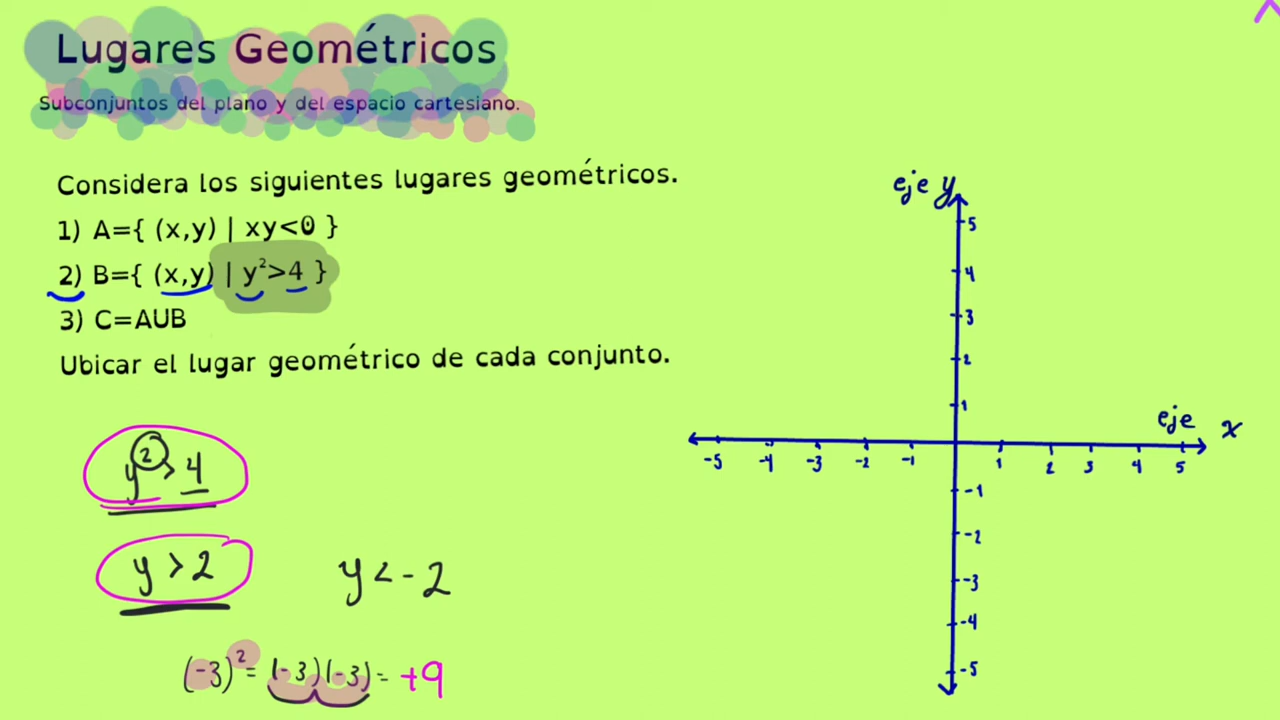 Lugares Geométricos
Subconjuntos del plano y del espacio cartesiano.
Considera los siguientes lugares geométricos.
1) A={ (x,y) | xy<0 }
2) B={ (x,y) | y²>4 }
3) C=AUB
Ubicar el lugar geométrico de cada conjunto.
y² > 4
y > 2
y < - 2
(-3)² = (-3)(-3) = +9
eje y
5
4
3
2
1
eje x
-5 -4 -3 -2 -1 1 2 3 4 5
-1
-2
-3
-4
-5